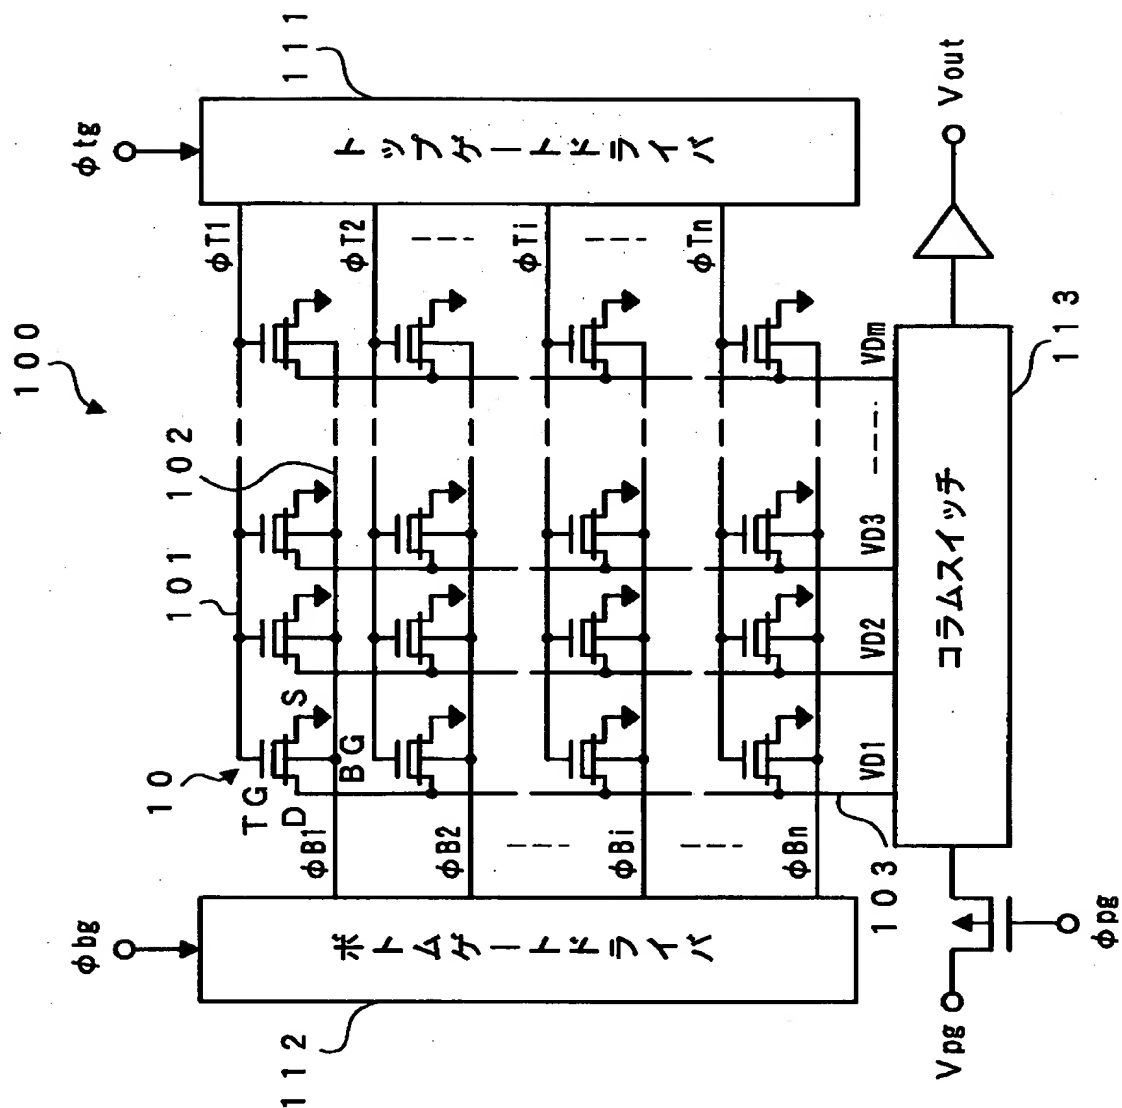 100
111
φtg
トップゲートドライバ
φT1
φT2
φTi
φTn
102
101
10
TG
D
S
BG
φB1
φB2
φBi
φBn
φbg
ボトムゲートドライバ
112
VD1
VD2
VD3
VDm
103
コラムスイッチ
113
Vout
Vpg
φpg